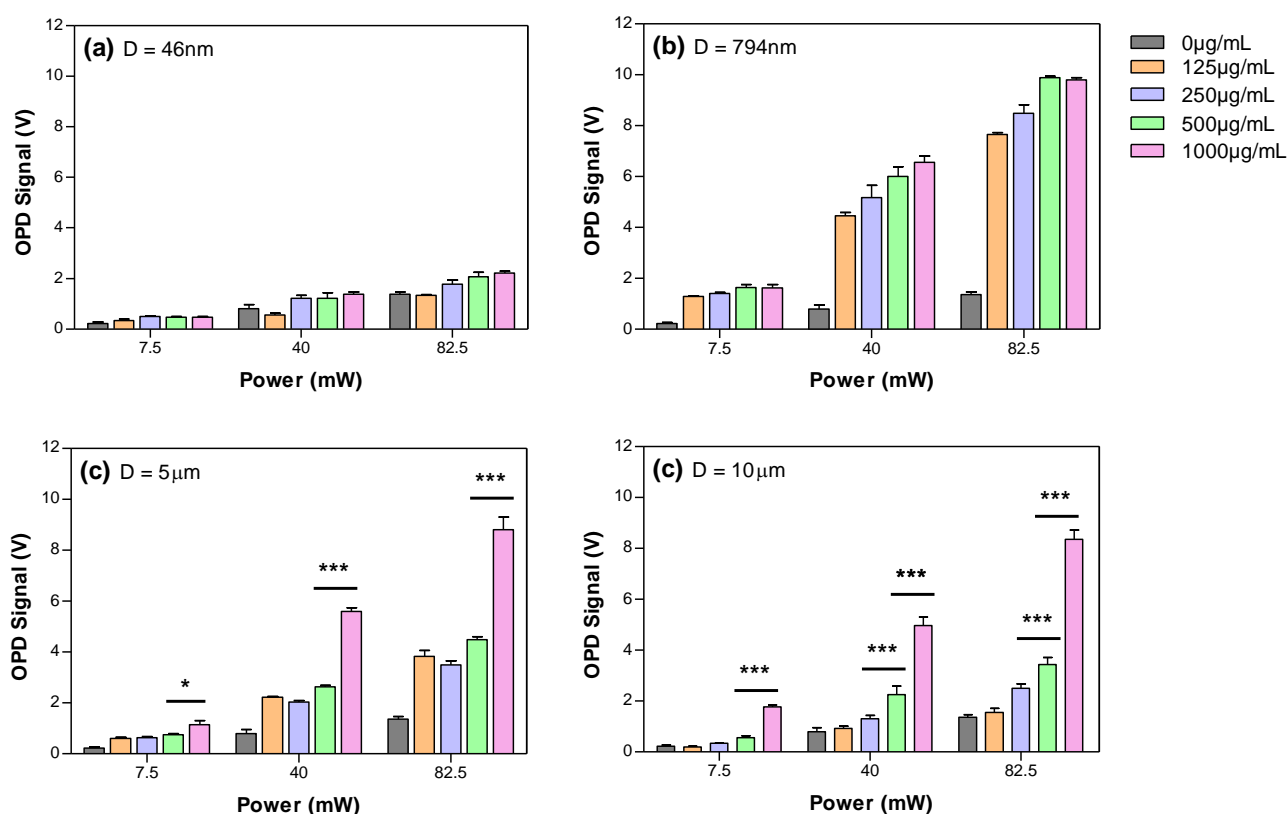 (a) D = 46nm
12
10
8
6
4
2
0
OPD Signal (V)
7.5 40 82.5
Power (mW)
(b) D = 794nm
12
10
8
6
4
2
0
OPD Signal (V)
7.5 40 82.5
Power (mW)
0µg/mL
125µg/mL
250µg/mL
500µg/mL
1000µg/mL
(c) D = 5µm
12
10
8
6
4
2
0
OPD Signal (V)
*
***
***
7.5 40 82.5
Power (mW)
(c) D = 10µm
12
10
8
6
4
2
0
OPD Signal (V)
***
***
***
***
***
7.5 40 82.5
Power (mW)